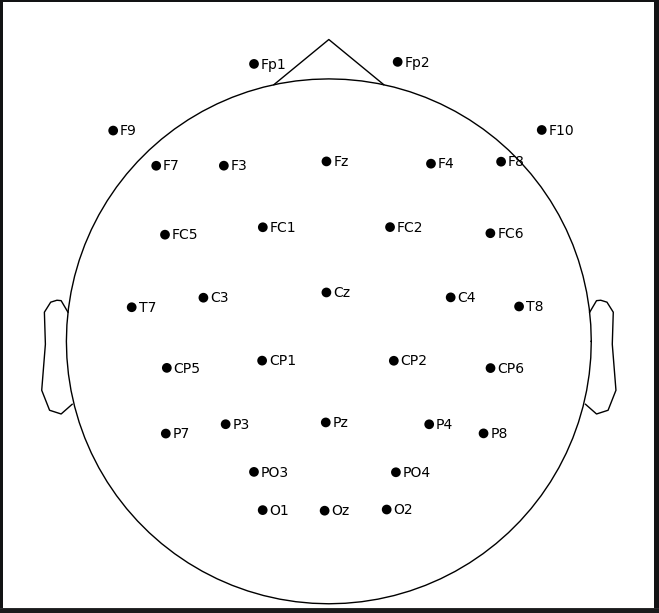 Fp1 Fp2
F9 F10
F7 F3 Fz F4 F8
FC5 FC1 FC2 FC6
T7 C3 Cz C4 T8
CP5 CP1 CP2 CP6
P7 P3 Pz P4 P8
PO3 PO4
O1 Oz O2